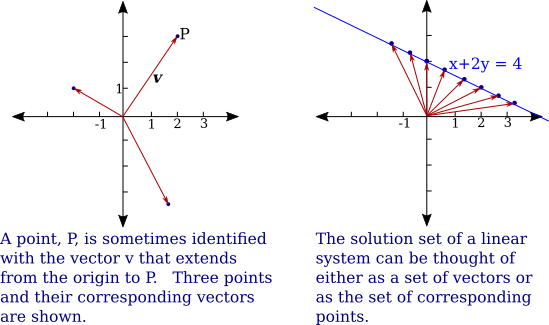 P
v
1
-1
1
2
3
A point, P, is sometimes identified
with the vector v that extends
from the origin to P. Three points
and their corresponding vectors
are shown.
x+2y = 4
-1
1
2
3
The solution set of a linear
system can be thought of
either as a set of vectors or
as the set of corresponding
points.